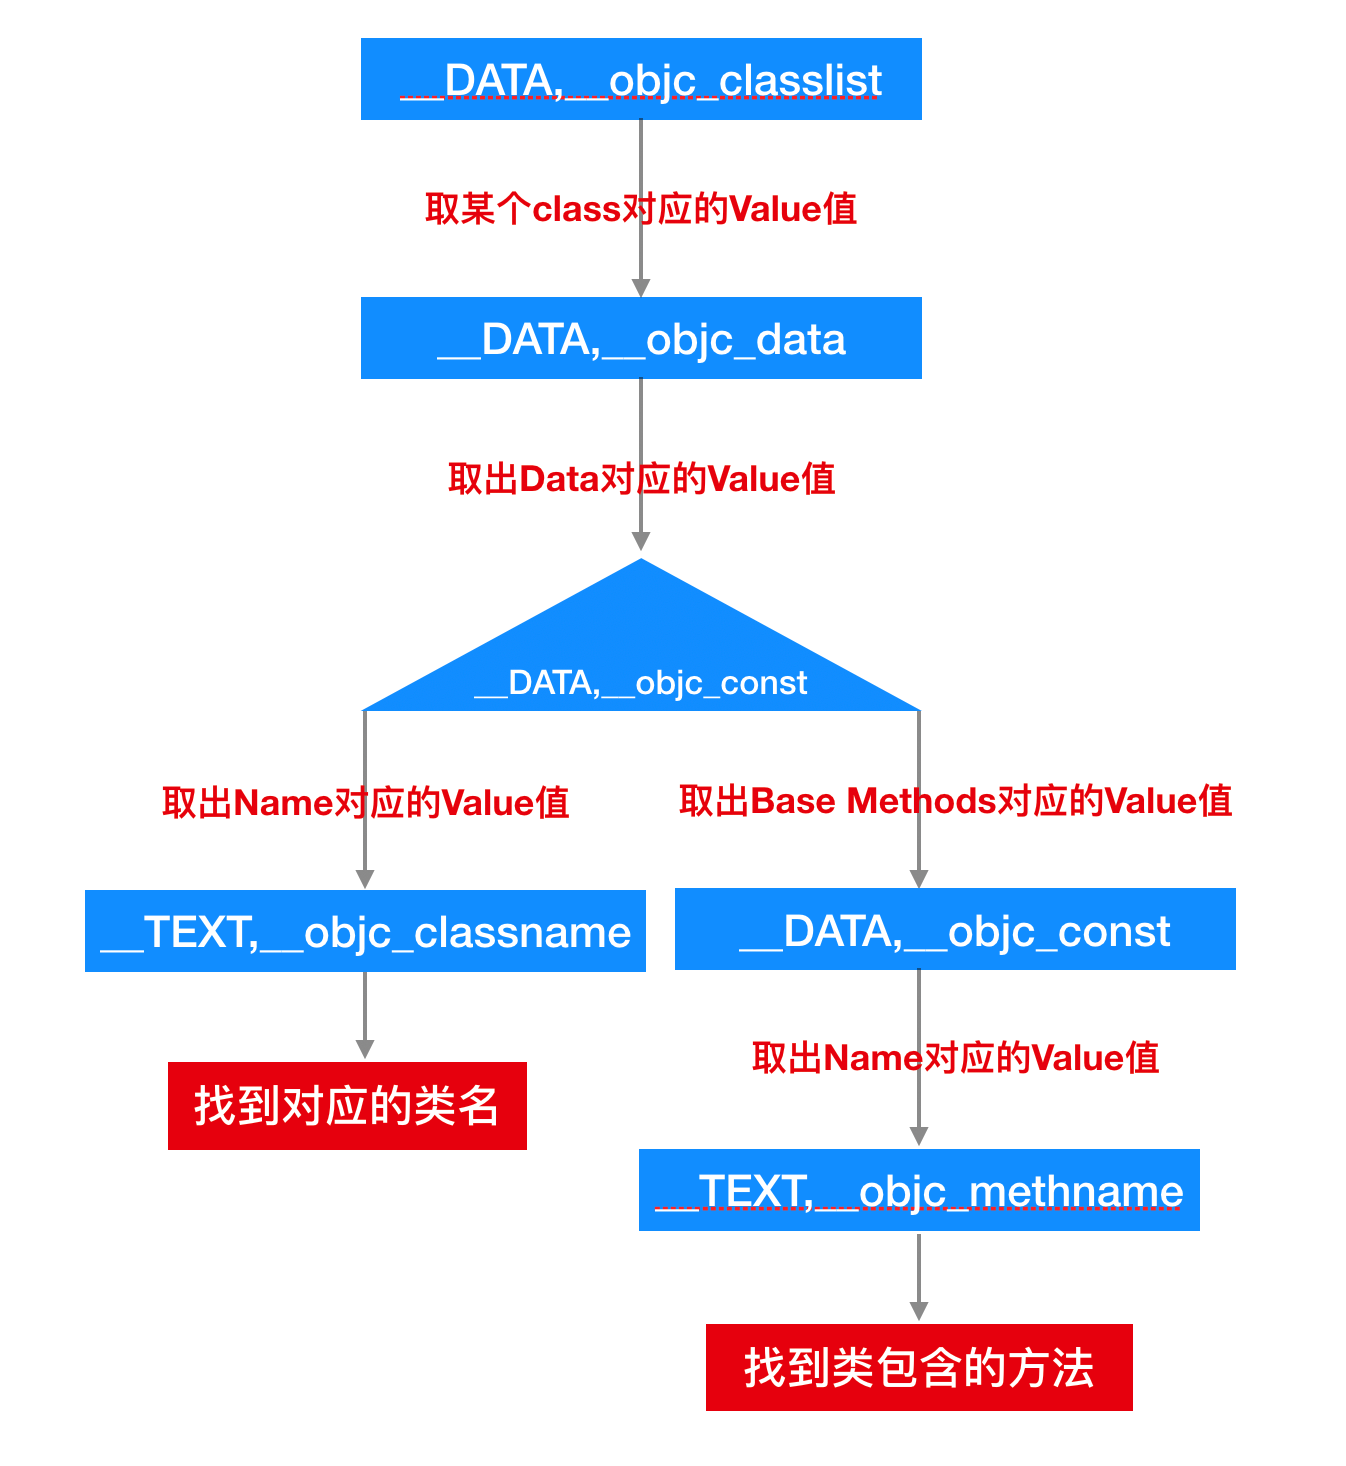 __DATA,__objc_classlist
取某个class对应的Value值
__DATA,__objc_data
取出Data对应的Value值
__DATA,__objc_const
取出Name对应的Value值
取出Base Methods对应的Value值
__TEXT,__objc_classname
__DATA,__objc_const
取出Name对应的Value值
找到对应的类名
__TEXT,__objc_methname
找到类包含的方法